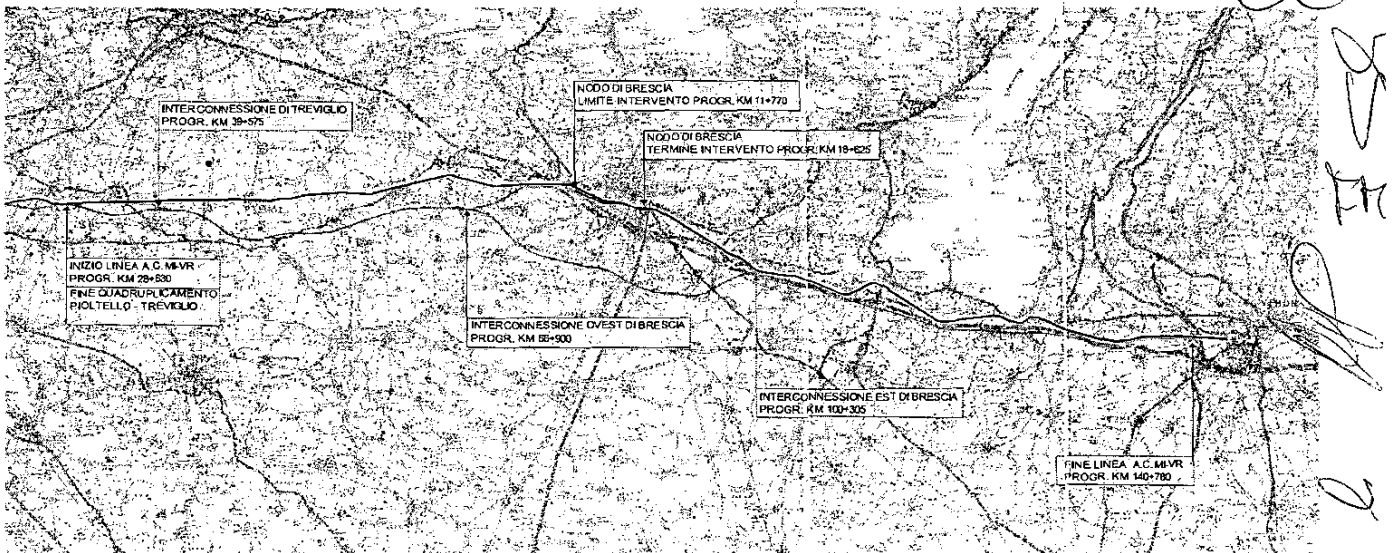 INTERCONNESSIONE DI TREVIGLIO
PROGR. KM 39+575
NODO DI BRESCIA
LIMITE INTERVENTO PROGR. KM 11+770
NODO DI BRESCIA
TERMINE INTERVENTO PROGR. KM 18+625
INIZIO LINEA A.C. MI-VR
PROGR. KM 28+630
FINE QUADRUPLICAMENTO
PIOLTELLO - TREVIGLIO
INTERCONNESSIONE OVEST DI BRESCIA
PROGR. KM
INTERCONNESSIONE EST DI BRESCIA
PROGR. KM 100+305
FINE LINEA A.C. MI-VR
PROGR. KM 140+780